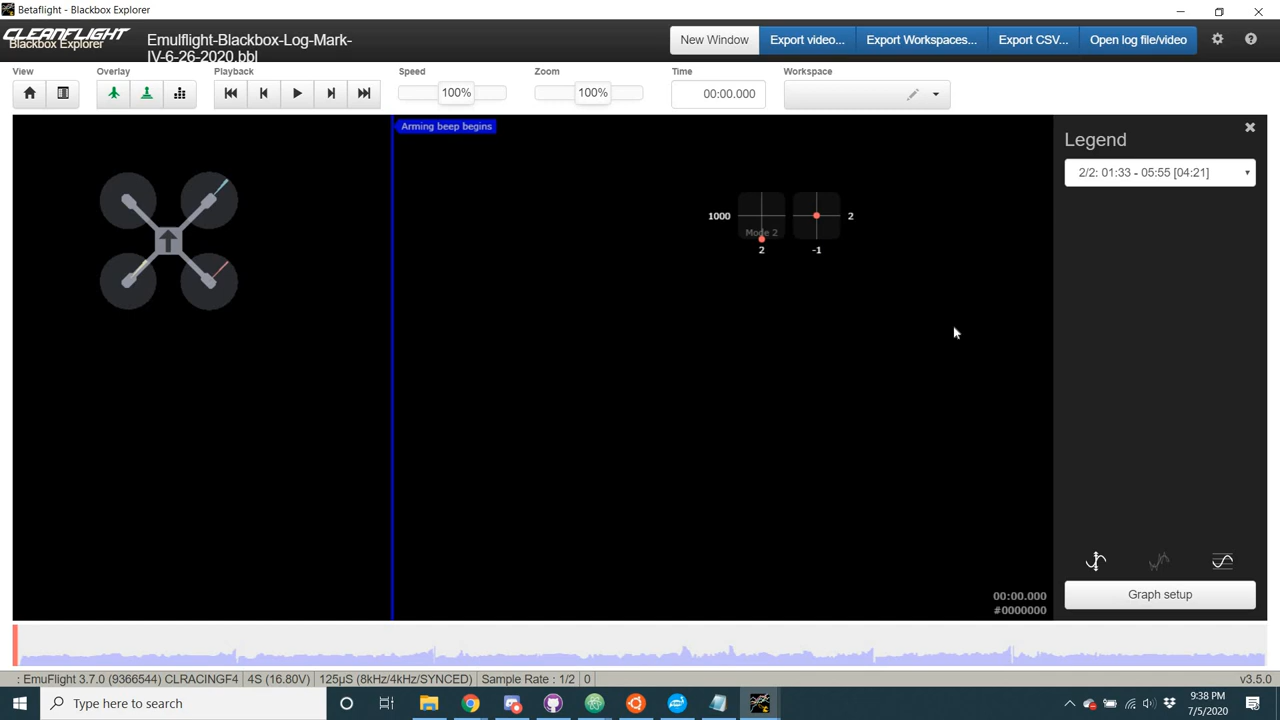 Betaflight - Blackbox Explorer
CLEANFLIGHT
Blackbox Explorer
Emulflight-Blackbox-Log-Mark-
IV-6-26-2020.bbl
New Window
Export video...
Export Workspaces...
Export CSV...
Open log file/video
View
Overlay
Playback
Speed
Zoom
Time
Workspace
100%
100%
00:00.000
Arming beep begins
Legend
2/2: 01:33 - 05:55 [04:21]
1000
2
Mode 2
2
-1
00:00.000
#0000000
Graph setup
: EmuFlight 3.7.0 (9366544) CLRACINGF4
4S (16.80V)
125µS (8kHz/4kHz/SYNCED)
Sample Rate : 1/2
0
v3.5.0
Type here to search
9:38 PM
7/5/2020